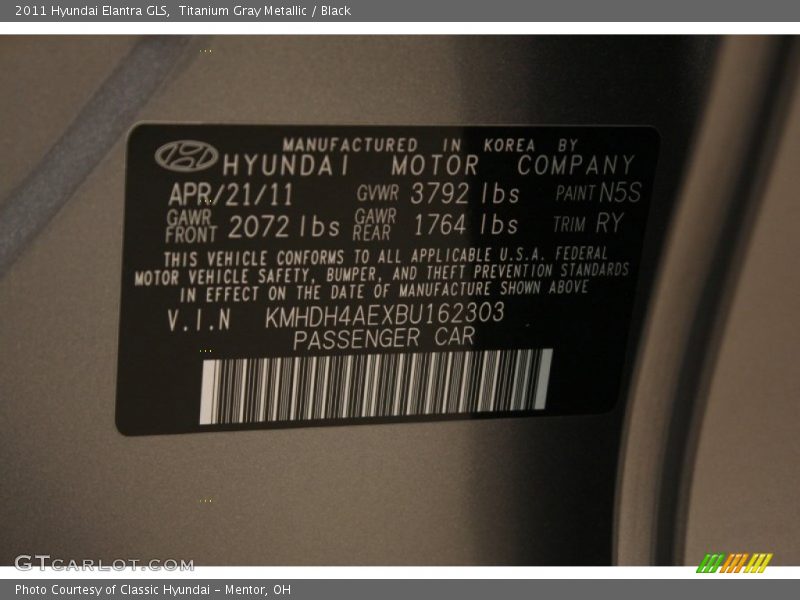 2011 Hyundai Elantra GLS,  Titanium Gray Metallic / Black
MANUFACTURED IN KOREA BY
HYUNDAI MOTOR COMPANY
APR/21/11 GVWR 3792 lbs PAINT N5S
GAWR FRONT 2072 lbs GAWR REAR 1764 lbs TRIM RY
THIS VEHICLE CONFORMS TO ALL APPLICABLE U.S.A. FEDERAL
MOTOR VEHICLE SAFETY, BUMPER, AND THEFT PREVENTION STANDARDS
IN EFFECT ON THE DATE OF MANUFACTURE SHOWN ABOVE
V.I.N KMHDH4AEXBU162303
PASSENGER CAR
GTCARLOT.COM
Photo Courtesy of Classic Hyundai – Mentor, OH